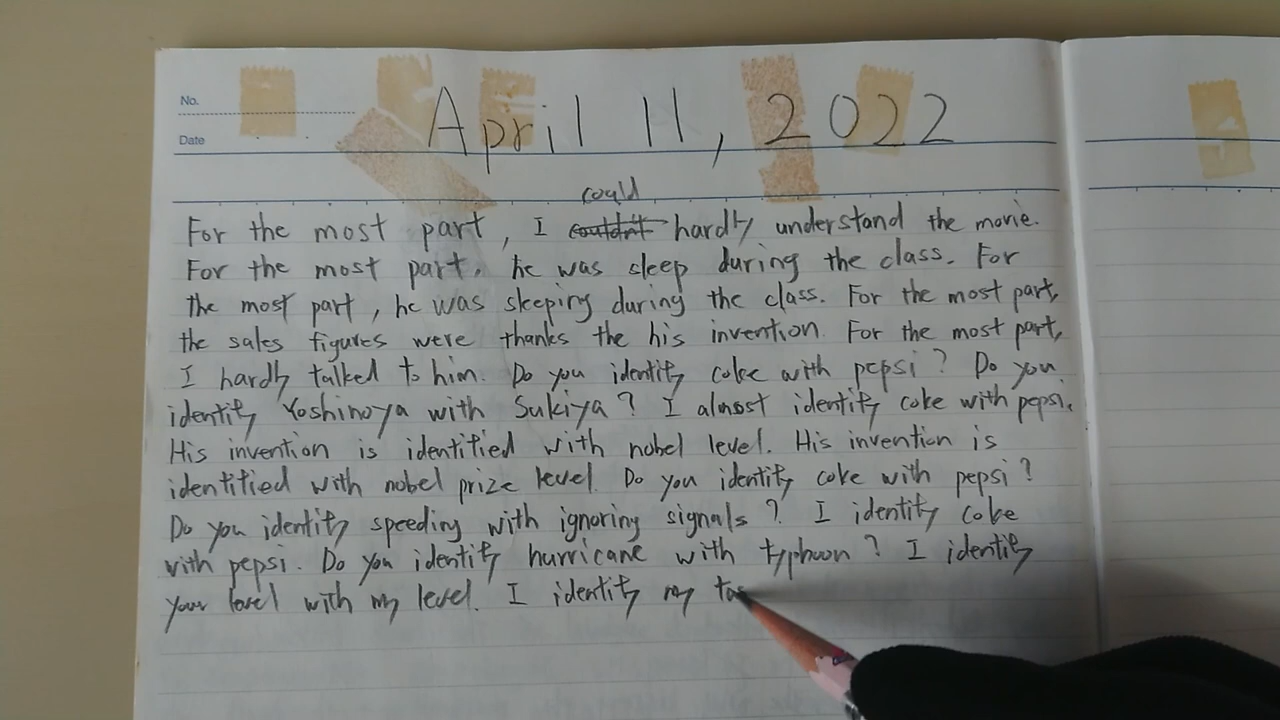 No.
Date
April 11, 2022
could
For the most part, I couldn't hardly understand the movie.
For the most part, he was sleep during the class. For
the most part, he was sleeping during the class. For the most part,
the sales figures were thanks the his invention. For the most part,
I hardly talked to him. Do you identify coke with pepsi? Do you
identify Yoshinoya with Sukiya? I almost identify coke with pepsi.
His invention is identified with nobel level. His invention is
identified with nobel prize level. Do you identify coke with pepsi?
Do you identify speeding with ignoring signals? I identify coke
with pepsi. Do you identify hurricane with typhoon? I identify
your level with my level. I identify my